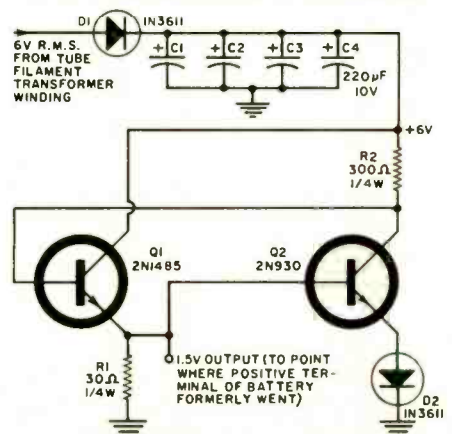 D1
IN3611
6V R.M.S.
FROM TUBE
FILAMENT
TRANSFORMER
WINDING
+ C1
+ C2
+ C3
+ C4
220µF
10V
+6V
R2
300Ω
1/4W
Q1
2N1485
Q2
2N930
R1
30Ω
1/4W
1.5V OUTPUT (TO POINT
WHERE POSITIVE TER-
MINAL OF BATTERY
FORMERLY WENT)
D2
IN3611